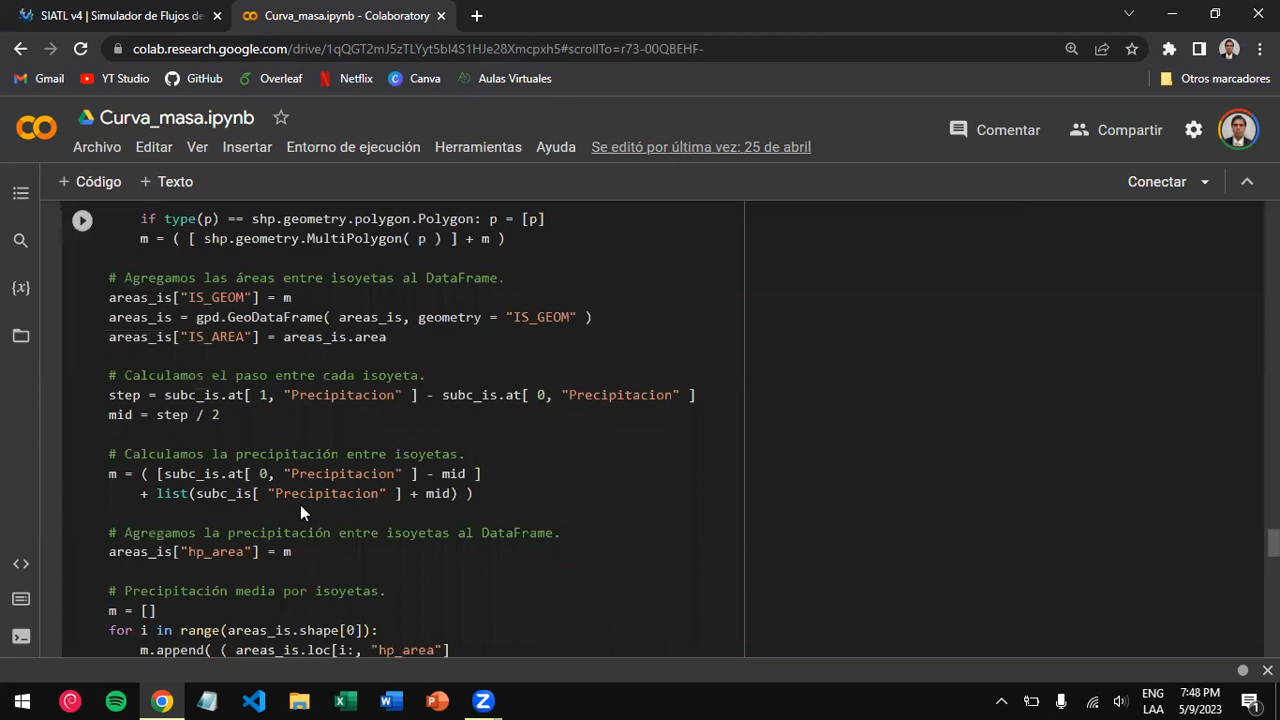 SIATL v4 | Simulador de Flujos de
Curva_masa.ipynb - Colaboratory
colab.research.google.com/drive/1qQGT2mJ5zTLYyt5bI4S1HJe28Xmcpxh5#scrollTo=r73-00QBEHF-
Gmail YT Studio GitHub Overleaf Netflix Canva Aulas Virtuales Otros marcadores
Curva_masa.ipynb
Comentar Compartir
Archivo Editar Ver Insertar Entorno de ejecución Herramientas Ayuda Se editó por última vez: 25 de abril
+ Código + Texto Conectar
if type(p) == shp.geometry.polygon.Polygon: p = [p]
m = ( [ shp.geometry.MultiPolygon( p ) ] + m )
# Agregamos las áreas entre isoyetas al DataFrame.
areas_is["IS_GEOM"] = m
areas_is = gpd.GeoDataFrame( areas_is, geometry = "IS_GEOM" )
areas_is["IS_AREA"] = areas_is.area
# Calculamos el paso entre cada isoyeta.
step = subc_is.at[ 1, "Precipitacion" ] - subc_is.at[ 0, "Precipitacion" ]
mid = step / 2
# Calculamos la precipitación entre isoyetas.
m = ( [subc_is.at[ 0, "Precipitacion" ] - mid ]
+ list(subc_is[ "Precipitacion" ] + mid) )
# Agregamos la precipitación entre isoyetas al DataFrame.
areas_is["hp_area"] = m
# Precipitación media por isoyetas.
m = []
for i in range(areas_is.shape[0]):
m.append( ( areas_is.loc[i:, "hp_area"]
ENG
LAA
7:48 PM
5/9/2023